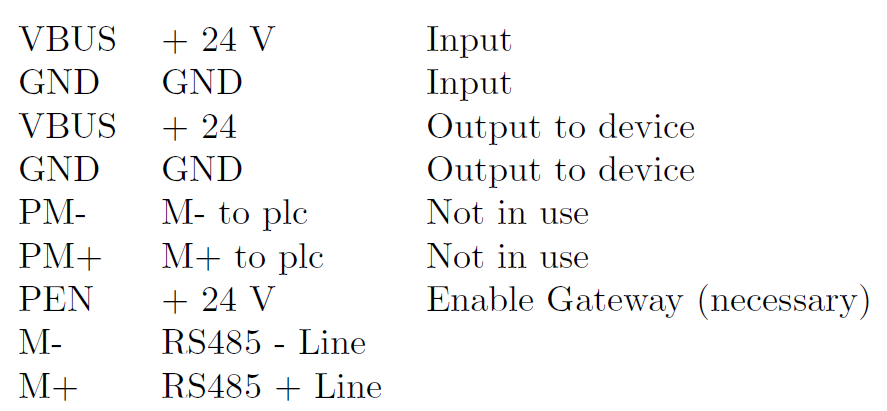 VBUS + 24 V Input
GND GND Input
VBUS + 24 Output to device
GND GND Output to device
PM- M- to plc Not in use
PM+ M+ to plc Not in use
PEN + 24 V Enable Gateway (necessary)
M- RS485 - Line
M+ RS485 + Line